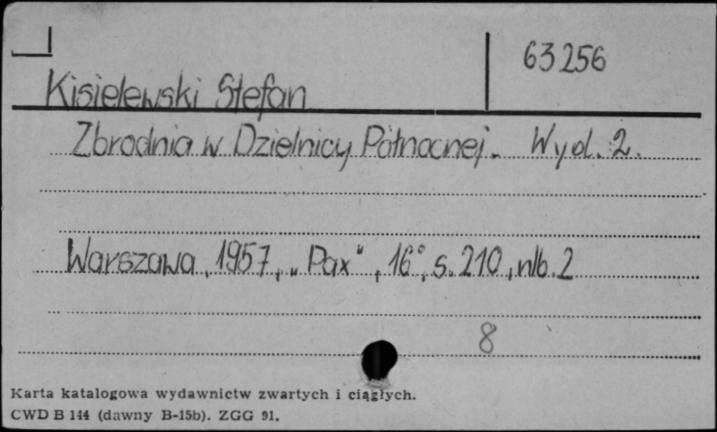 63256
Kisielewski Stefan
Zbrodnia w Dzielnicy Północnej. Wyd. 2.
Warszawa, 1957, „Pax", 16°, s. 210, nlb. 2
8
Karta katalogowa wydawnictw zwartych i ciągłych.
CWD B 144 (dawny B-15b). ZGG 91.